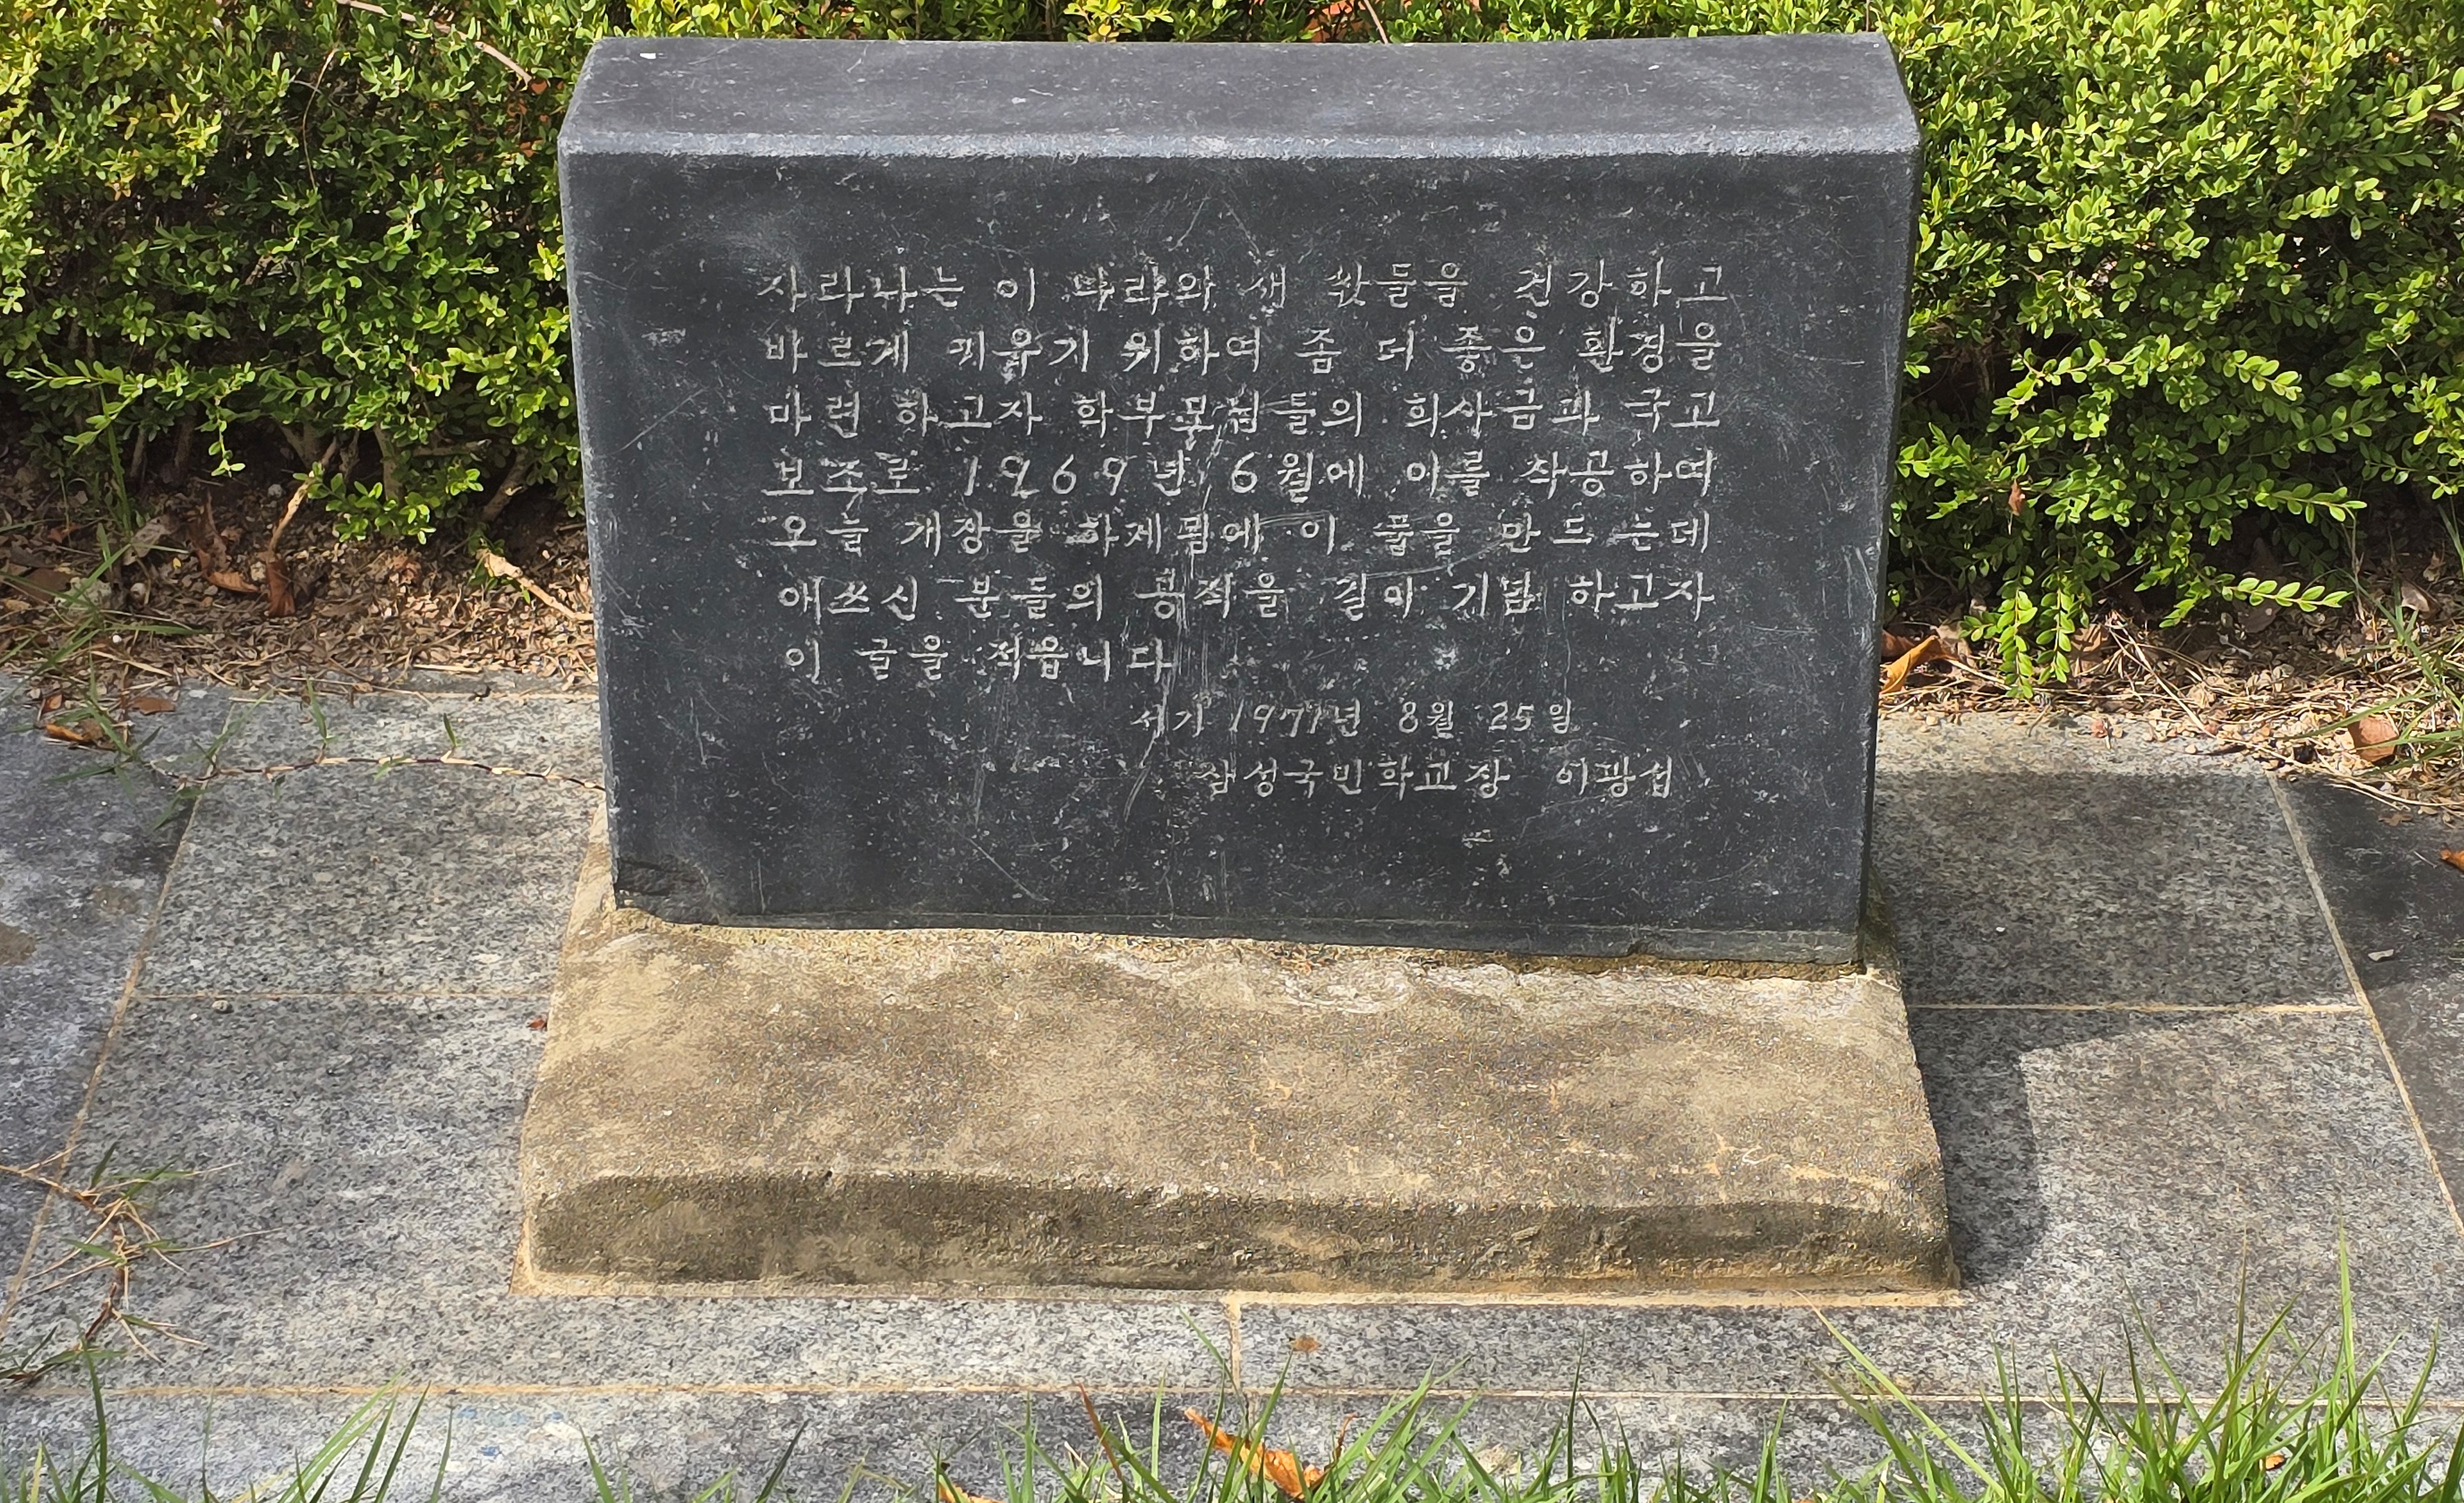 자라나는 이 나라와 새 싻들을 건강하고
바르게 키우기 위하여 좀 더 좋은 환경을
마련 하고자 학부모님들의 희사금과 국고
보조로 1969년 6월에 이를 착공하여
오늘 개장을 하게됨에 이 풀을 만드는데
애쓰신 분들의 공적을 길이 기념 하고자
이 글을 적읍니다
서기 1971년 8월 25일
삼성국민학교장 이광섭